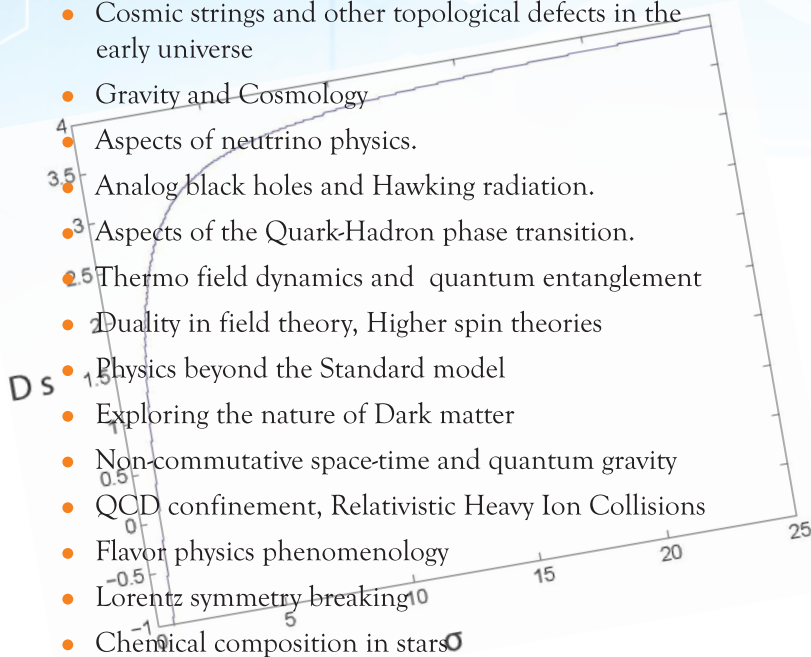 Cosmic strings and other topological defects in the
early universe
Gravity and Cosmology
4
Aspects of neutrino physics.
3.5
Analog black holes and Hawking radiation.
3
Aspects of the Quark-Hadron phase transition.
2.5
Thermo field dynamics and quantum entanglement
2
Duality in field theory, Higher spin theories
D s
1.5
Physics beyond the Standard model
1
Exploring the nature of Dark matter
0.5
Non-commutative space-time and quantum gravity
0
QCD confinement, Relativistic Heavy Ion Collisions
-0.5
Flavor physics phenomenology
-1
Lorentz symmetry breaking
0 5 10 15 20 25
Chemical composition in stars
σ